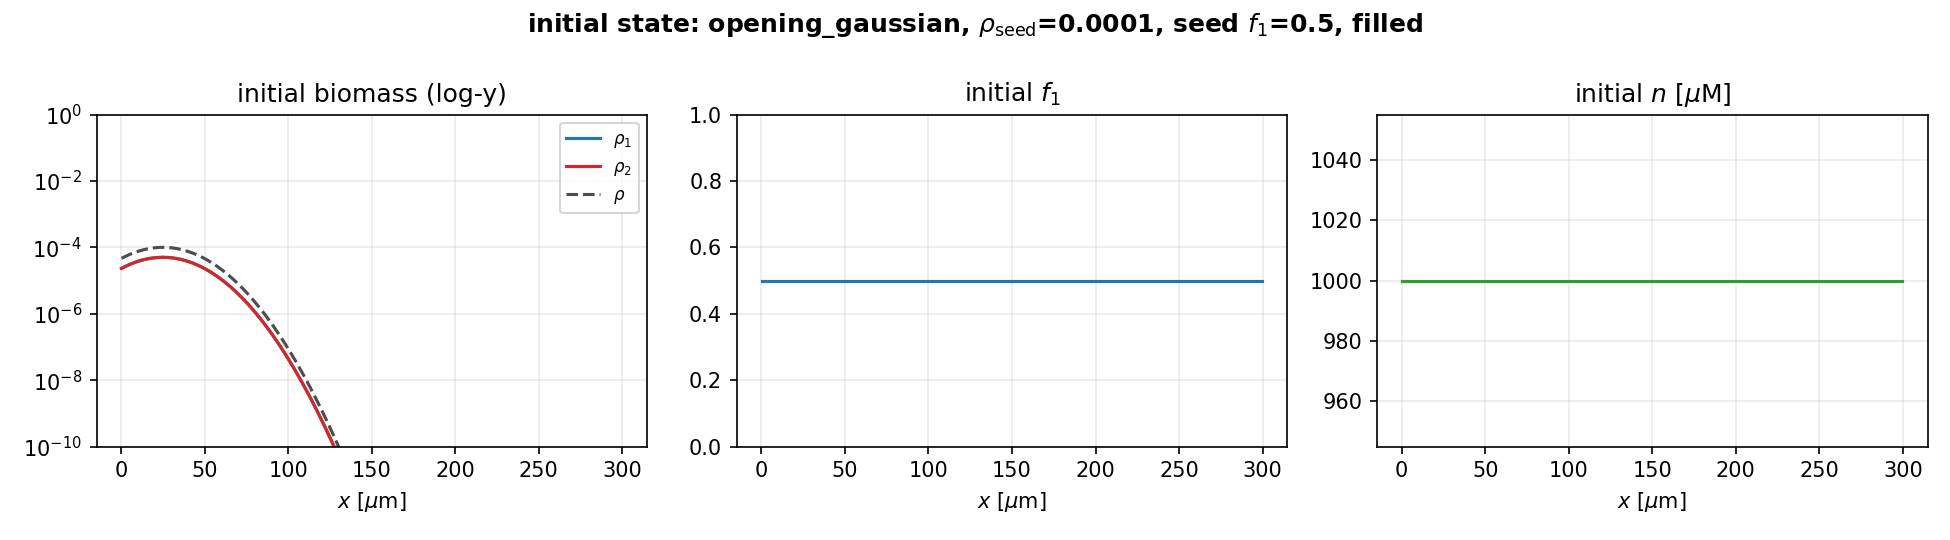 initial state: opening_gaussian, ρseed=0.0001, seed f1=0.5, filled
initial biomass (log-y)
10^0
10^−2
10^−4
10^−6
10^−8
10^−10
ρ1
ρ2
ρ
0 50 100 150 200 250 300
x [μm]
initial f1
1.0
0.8
0.6
0.4
0.2
0.0
0 50 100 150 200 250 300
x [μm]
initial n [μM]
1040
1020
1000
980
960
0 50 100 150 200 250 300
x [μm]